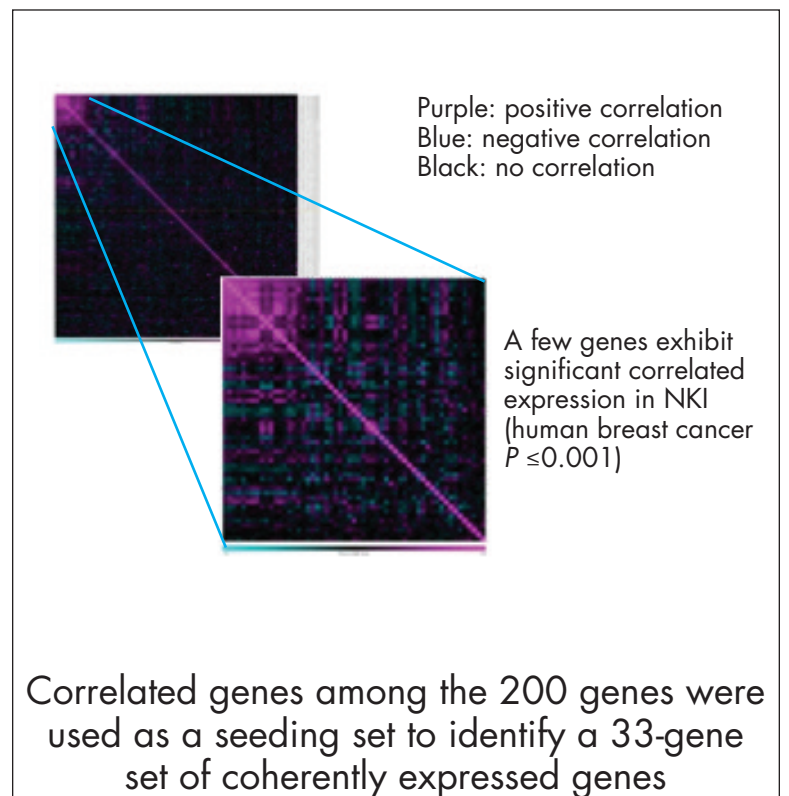 Purple: positive correlation
Blue: negative correlation
Black: no correlation
A few genes exhibit
significant correlated
expression in NKI
(human breast cancer
P ≤0.001)
Correlated genes among the 200 genes were
used as a seeding set to identify a 33-gene
set of coherently expressed genes